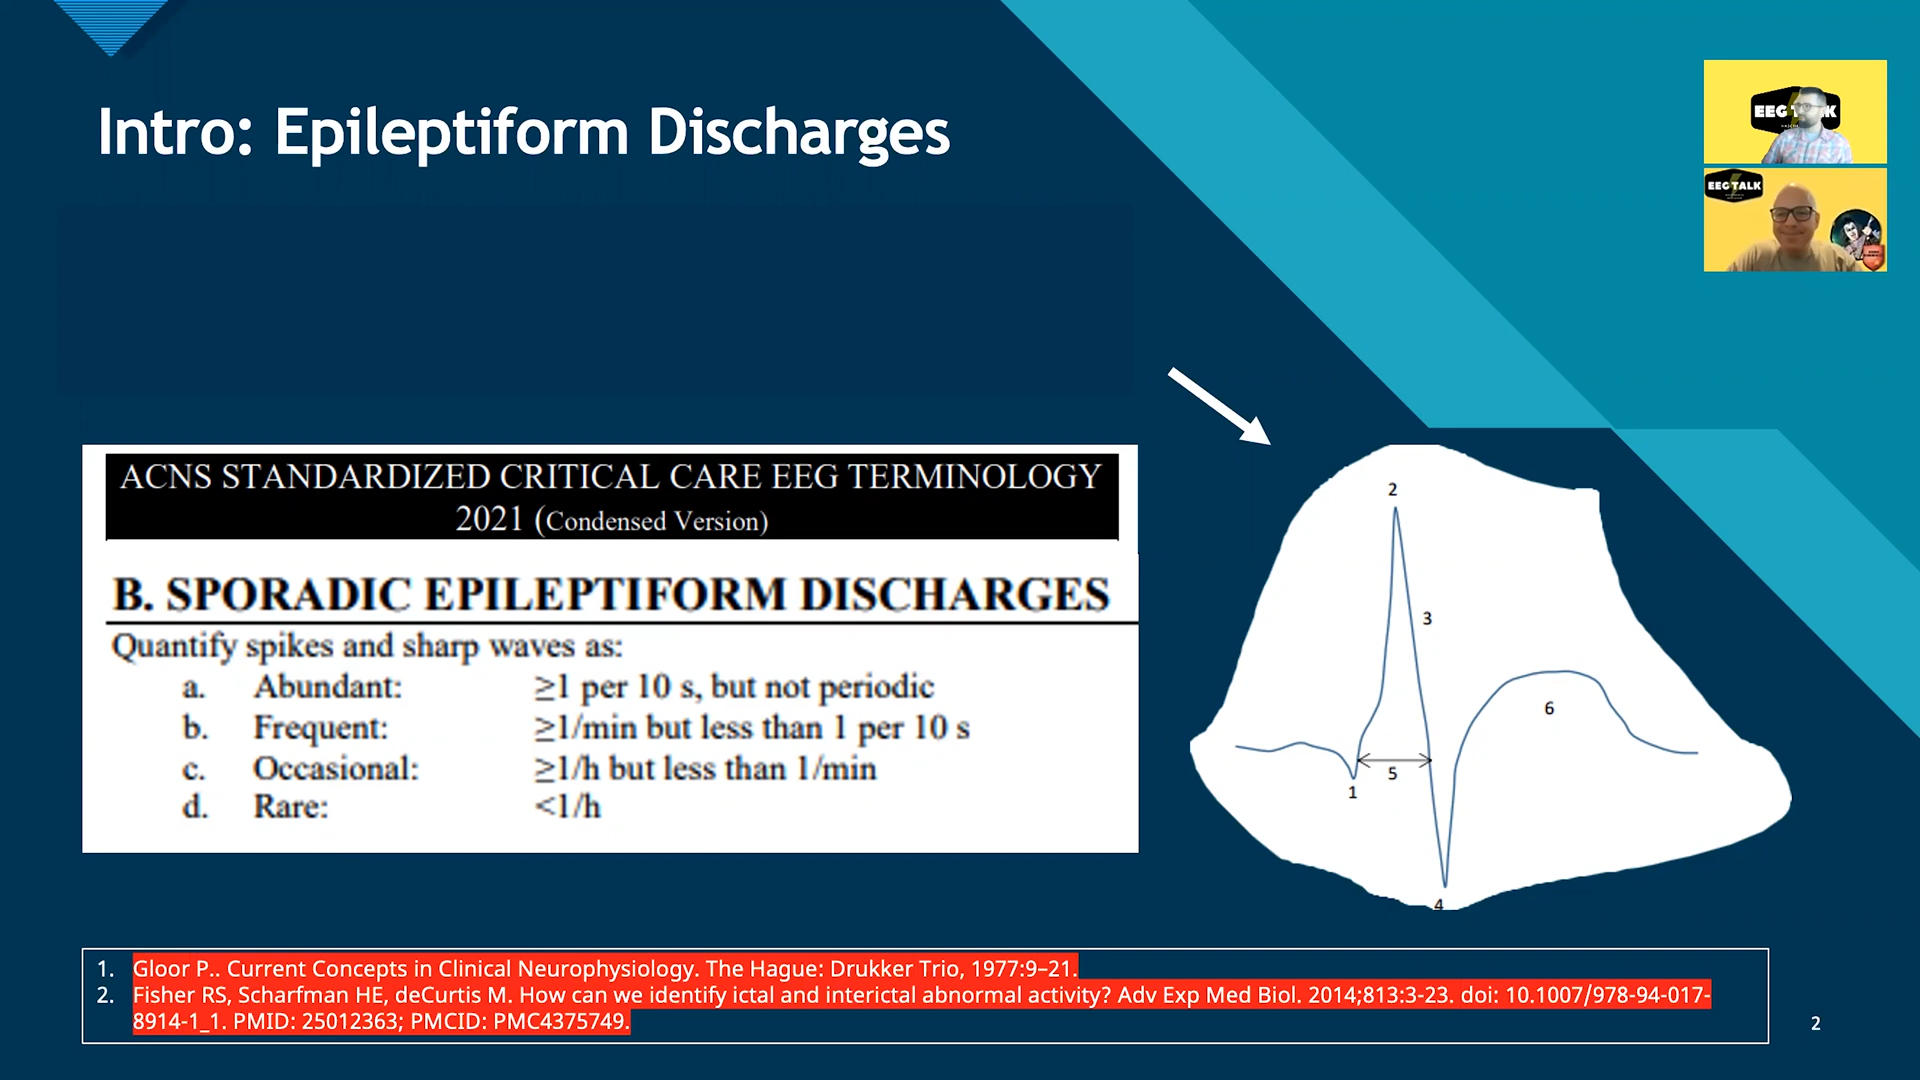 Intro: Epileptiform Discharges
EEG TALK
ACNS STANDARDIZED CRITICAL CARE EEG TERMINOLOGY
2021 (Condensed Version)
B. SPORADIC EPILEPTIFORM DISCHARGES
Quantify spikes and sharp waves as:
a. Abundant: ≥1 per 10 s, but not periodic
b. Frequent: ≥1/min but less than 1 per 10 s
c. Occasional: ≥1/h but less than 1/min
d. Rare: <1/h
2
3
6
5
1
4
1. Gloor P.. Current Concepts in Clinical Neurophysiology. The Hague: Drukker Trio, 1977:9–21.
2. Fisher RS, Scharfman HE, deCurtis M. How can we identify ictal and interictal abnormal activity? Adv Exp Med Biol. 2014;813:3-23. doi: 10.1007/978-94-017-
8914-1_1. PMID: 25012363; PMCID: PMC4375749.
2